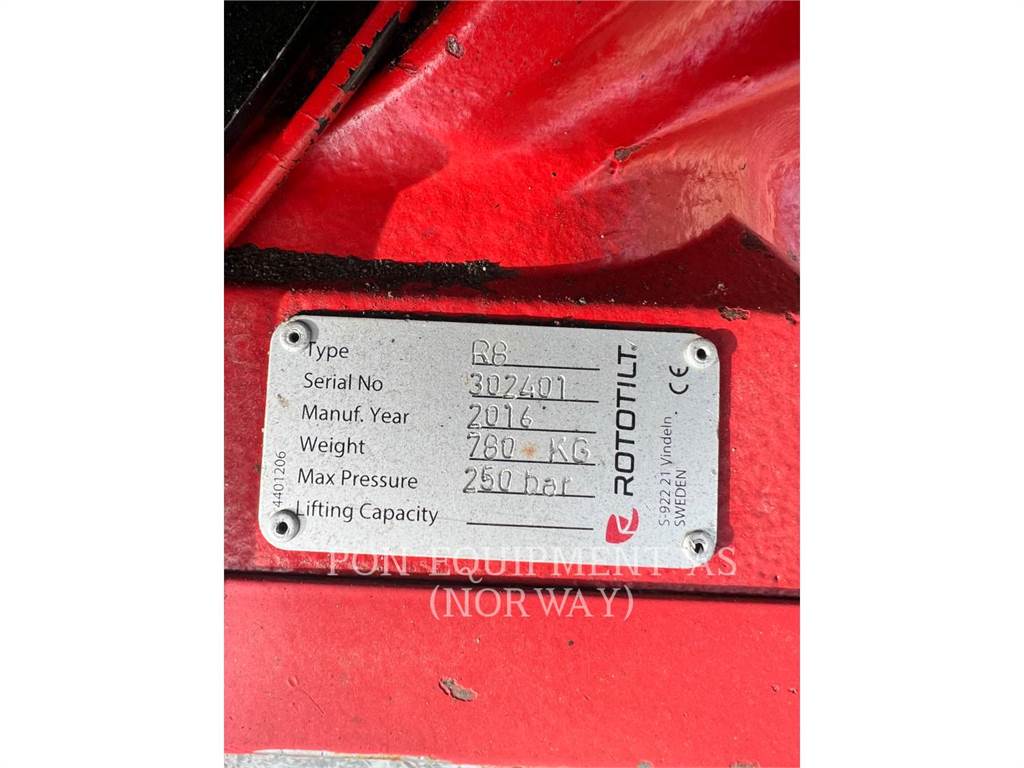 Type R8
Serial No 302401
Manuf. Year 2016
Weight 780 KG
Max Pressure 250 bar
Lifting Capacity
4401206
ROTOTILT
CE
S-922 21 Vindeln
SWEDEN
PON EQUIPMENT AS
(NORWAY)